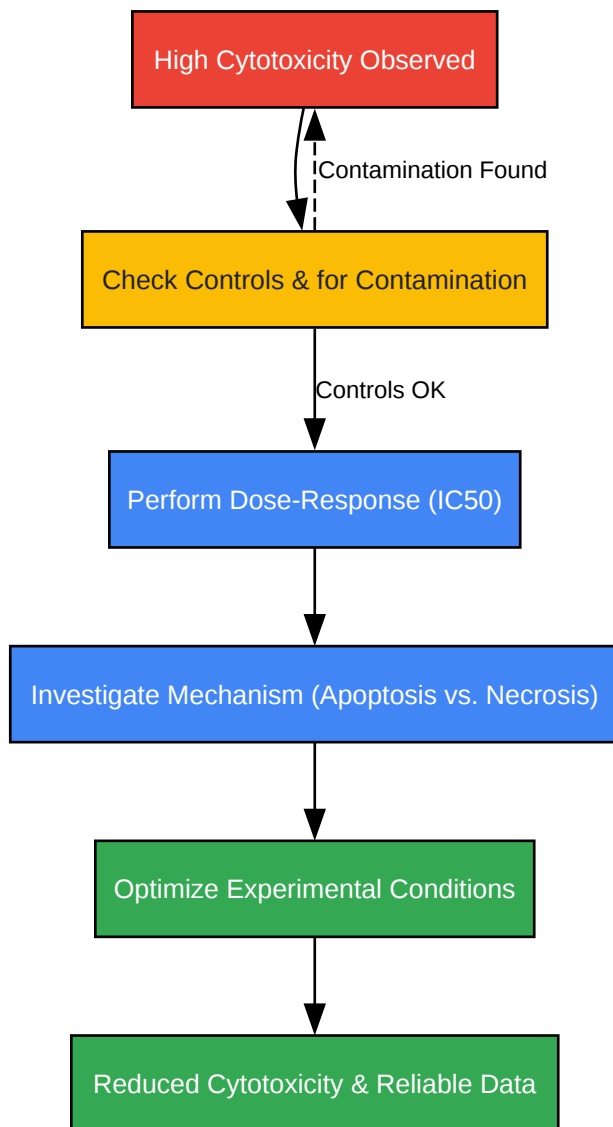 High Cytotoxicity Observed
Contamination Found
Check Controls & for Contamination
Controls OK
Perform Dose-Response (IC50)
Investigate Mechanism (Apoptosis vs. Necrosis)
Optimize Experimental Conditions
Reduced Cytotoxicity & Reliable Data